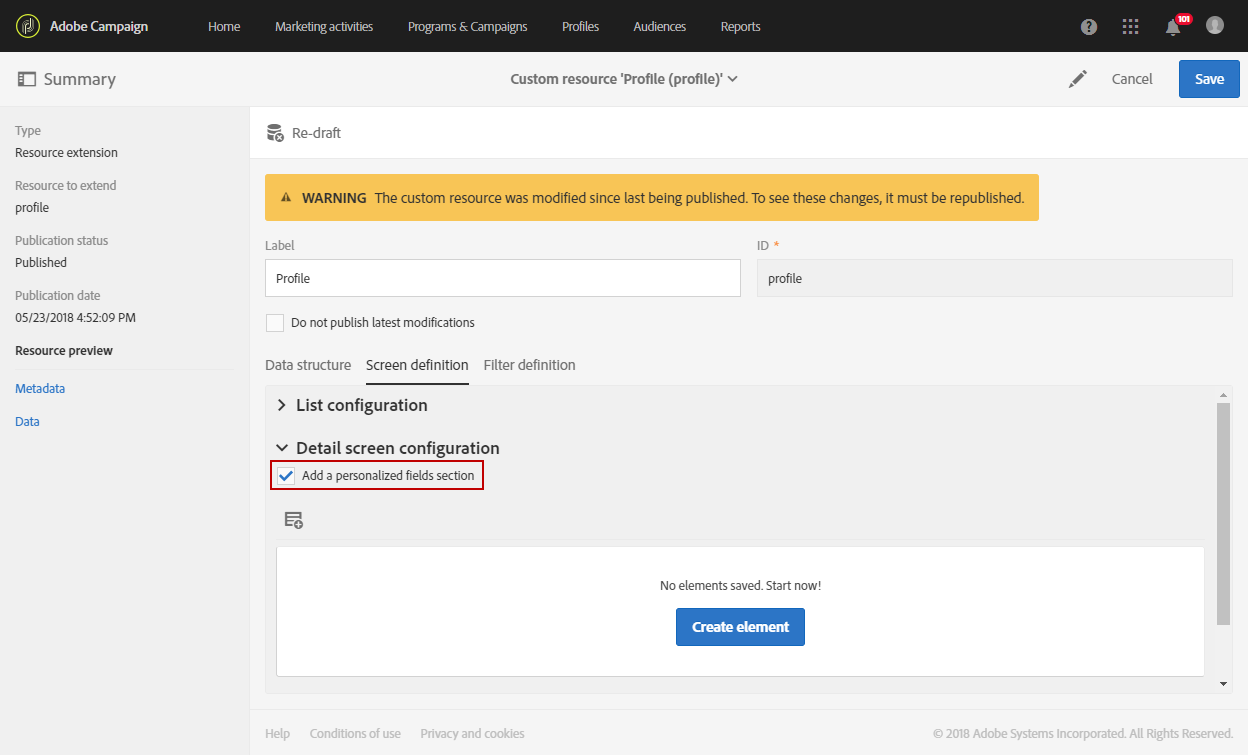 Adobe Campaign Home Marketing activities Programs & Campaigns Profiles Audiences Reports 101
Summary Custom resource 'Profile (profile)' Cancel Save
Type
Resource extension
Resource to extend
profile
Publication status
Published
Publication date
05/23/2018 4:52:09 PM
Resource preview
Metadata
Data
Re-draft
WARNING The custom resource was modified since last being published. To see these changes, it must be republished.
Label ID *
Profile profile
Do not publish latest modifications
Data structure Screen definition Filter definition
List configuration
Detail screen configuration
Add a personalized fields section
No elements saved. Start now!
Create element
Help Conditions of use Privacy and cookies © 2018 Adobe Systems Incorporated. All Rights Reserved.